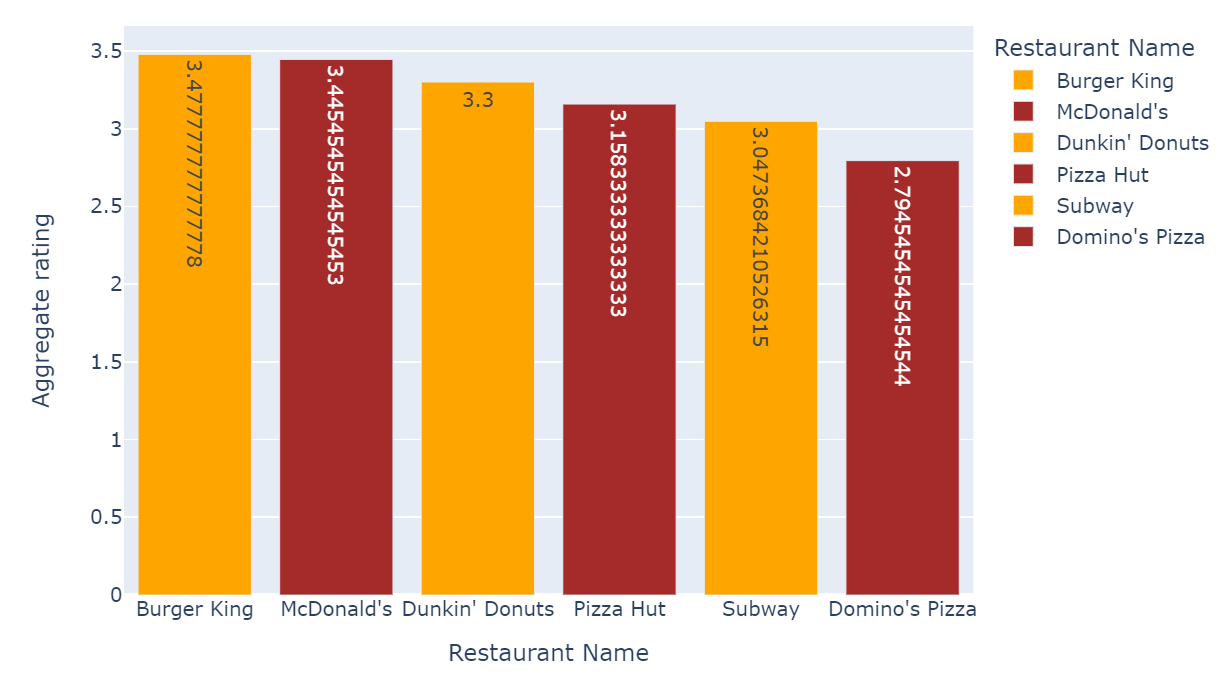 3.5
3
2.5
2
1.5
1
0.5
0
Aggregate rating
3.4777777777777778
3.4454545454545453
3.3
3.1583333333333333
3.0473684210526315
2.7945454545454544
Burger King
McDonald's
Dunkin' Donuts
Pizza Hut
Subway
Domino's Pizza
Restaurant Name
Restaurant Name
Burger King
McDonald's
Dunkin' Donuts
Pizza Hut
Subway
Domino's Pizza